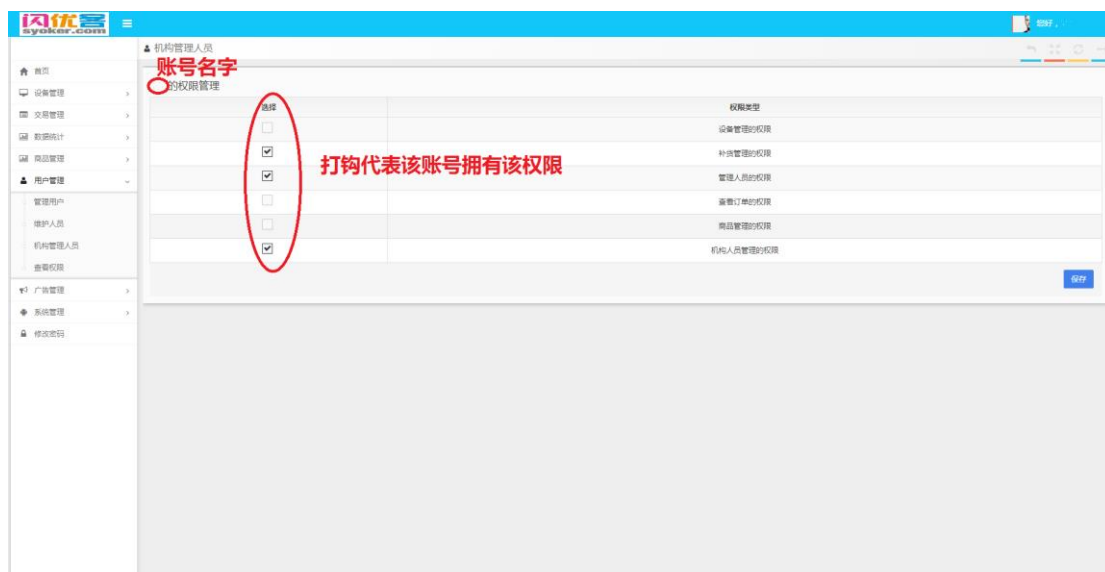 闪优客
syoker.com
您好，
机构管理人员
首页
账号名字
的权限管理
设备管理
交易管理
数据统计
商品管理
用户管理
管理用户
维护人员
机构管理人员
查看权限
广告管理
系统管理
修改密码
选择 权限类型
设备管理的权限
补货管理的权限
打钩代表该账号拥有该权限
管理人员的权限
查看订单的权限
商品管理的权限
机构人员管理的权限
保存